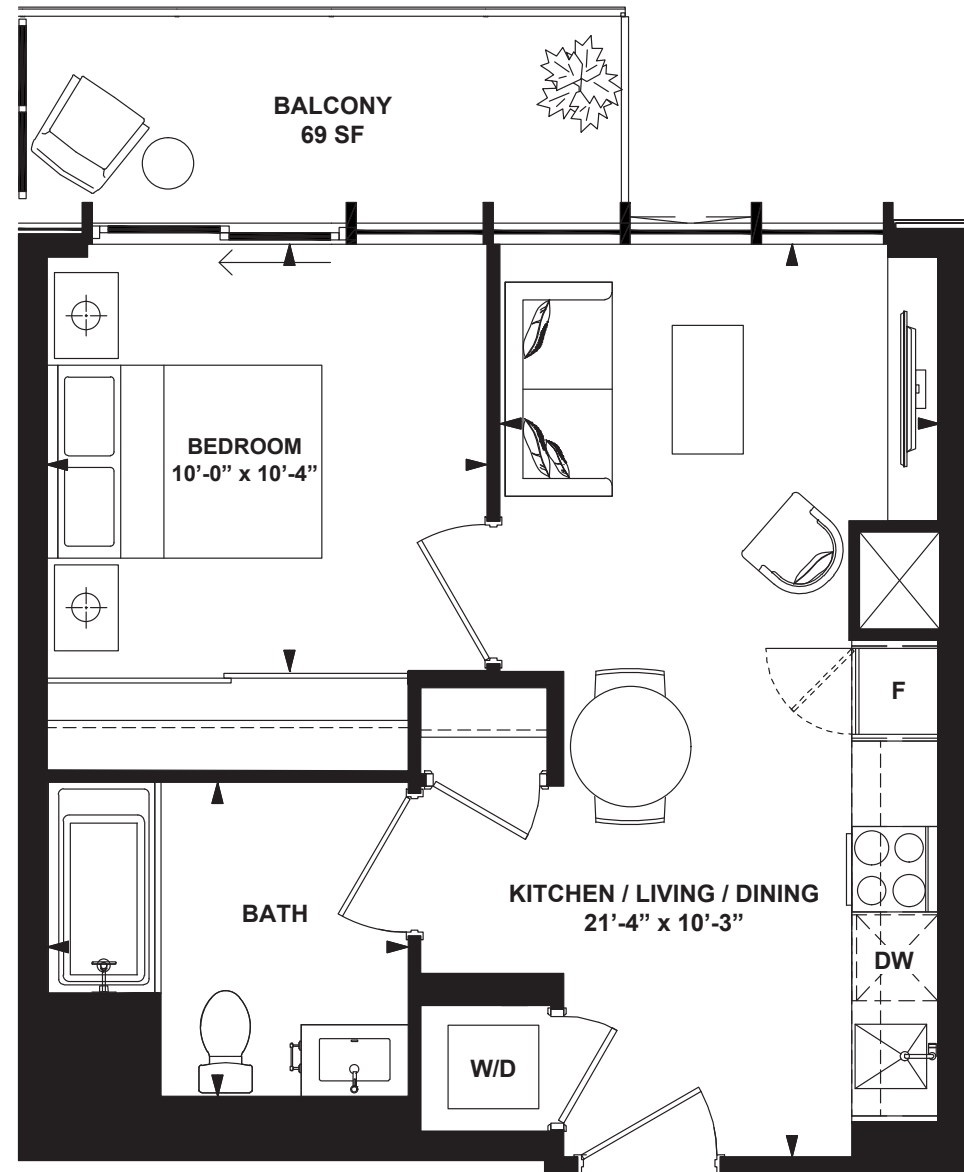 BALCONY
69 SF
BEDROOM
10’-0” x 10’-4”
F
KITCHEN / LIVING / DINING
21’-4” x 10’-3”
BATH
DW
W/D